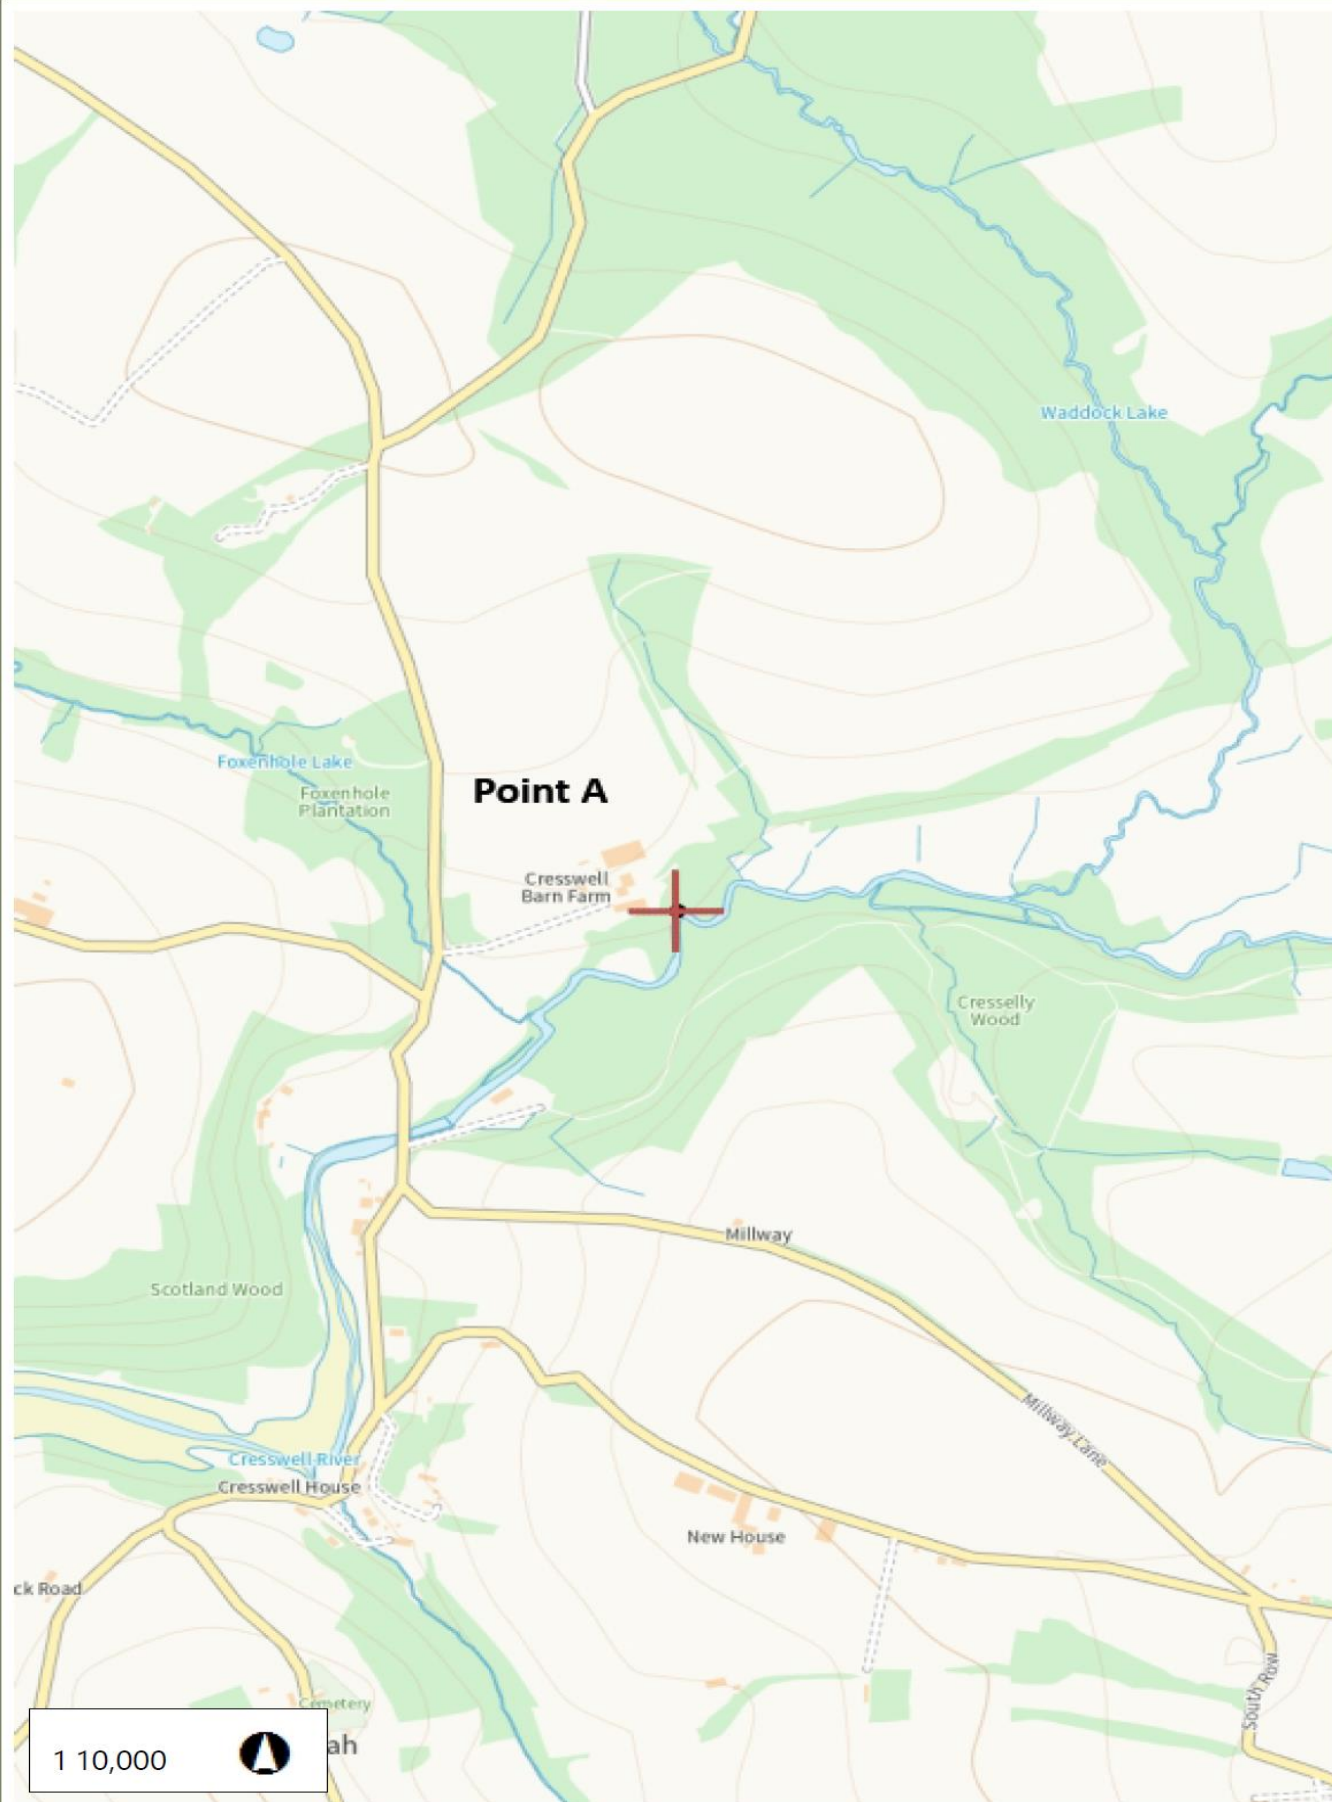 Waddock Lake
Foxenhole Lake
Foxenhole
Plantation
Point A
Cresswell
Barn Farm
Cresselly
Wood
Millway
Scotland Wood
Millway Lane
Cresswell River
Cresswell House
New House
ck Road
South Row
Cemetery
ah
1 10,000